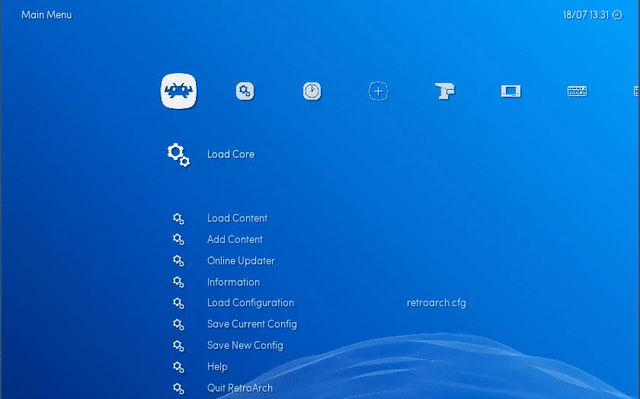 Main Menu
18/07 13:31
Load Core
Load Content
Add Content
Online Updater
Information
Load Configuration retroarch.cfg
Save Current Config
Save New Config
Help
Quit RetroArch